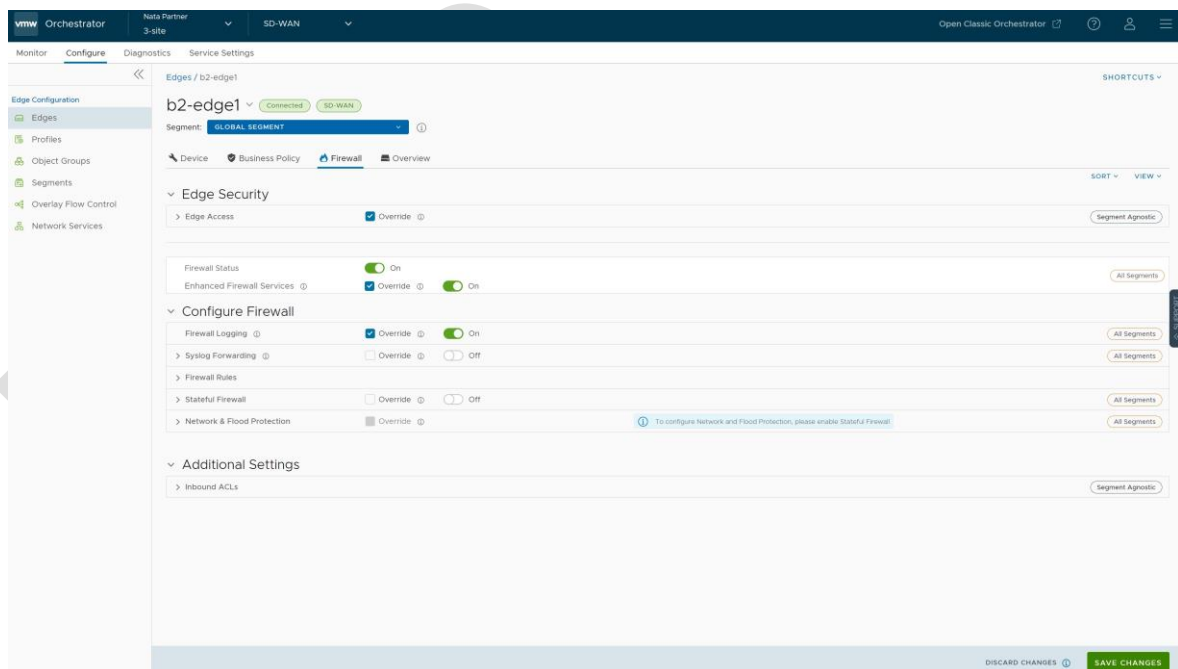 vmw Orchestrator
Nata Partner
3-site
SD-WAN
Open Classic Orchestrator
Monitor Configure Diagnostics Service Settings
Edges / b2-edge1
SHORTCUTS
Edge Configuration
Edges
Profiles
Object Groups
Segments
Overlay Flow Control
Network Services
b2-edge1 Connected SD-WAN
Segment: GLOBAL SEGMENT
Device Business Policy Firewall Overview
SORT VIEW
Edge Security
Edge Access Override Segment Agnostic
Firewall Status On
All Segments
Enhanced Firewall Services Override On
Configure Firewall
Firewall Logging Override On All Segments
Syslog Forwarding Override Off All Segments
Firewall Rules
Stateful Firewall Override Off All Segments
Network & Flood Protection Override To configure Network and Flood Protection, please enable Stateful Firewall All Segments
Additional Settings
Inbound ACLs Segment Agnostic
SUPPORT
DISCARD CHANGES SAVE CHANGES